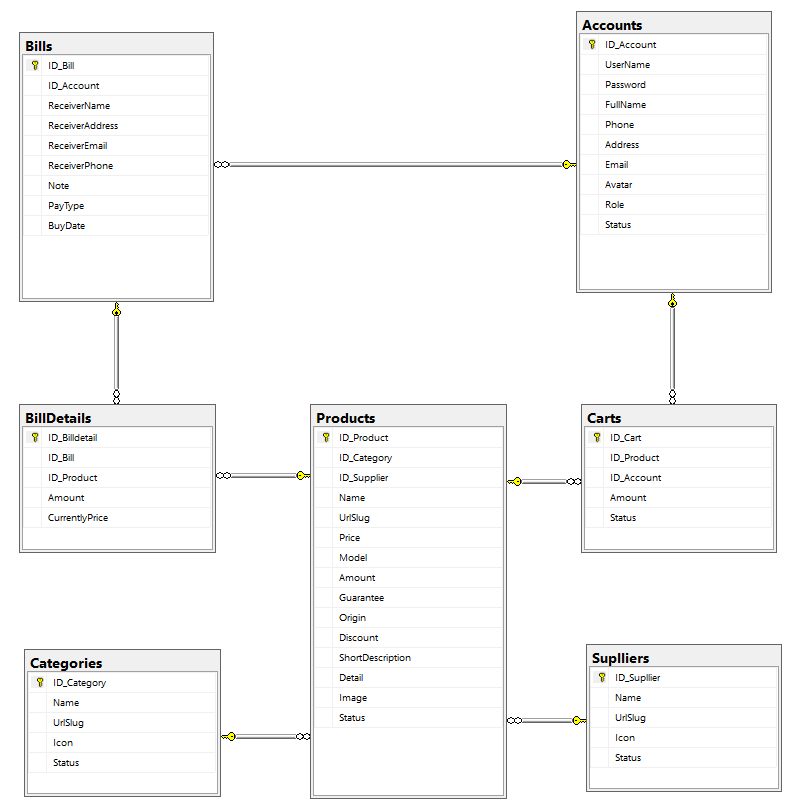 Bills
ID_Bill
ID_Account
ReceiverName
ReceiverAddress
ReceiverEmail
ReceiverPhone
Note
PayType
BuyDate
Accounts
ID_Account
UserName
Password
FullName
Phone
Address
Email
Avatar
Role
Status
BillDetails
ID_Billdetail
ID_Bill
ID_Product
Amount
CurrentlyPrice
Products
ID_Product
ID_Category
ID_Supplier
Name
UrlSlug
Price
Model
Amount
Guarantee
Origin
Discount
ShortDescription
Detail
Image
Status
Carts
ID_Cart
ID_Product
ID_Account
Amount
Status
Categories
ID_Category
Name
UrlSlug
Icon
Status
Suplliers
ID_Supllier
Name
UrlSlug
Icon
Status